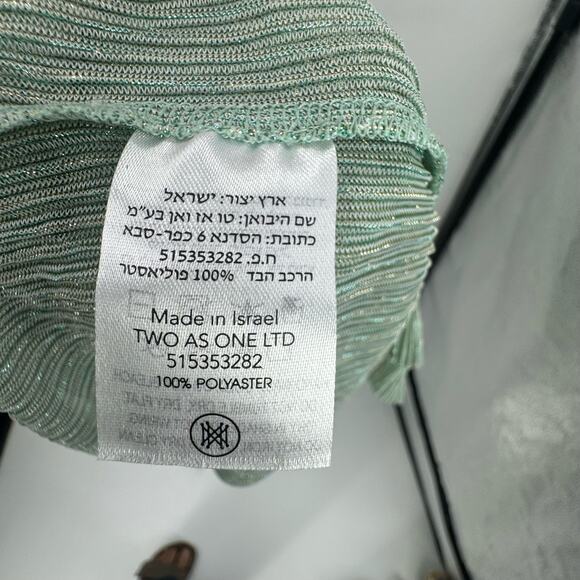 ארץ יצור: ישראל
שם היבואן: טו אז ואן בע"מ
כתובת: הסדנא 6 כפר-סבא
ח.פ. 515353282
הרכב הבד 100% פוליאסטר
Made in Israel
TWO AS ONE LTD
515353282
100% POLYASTER